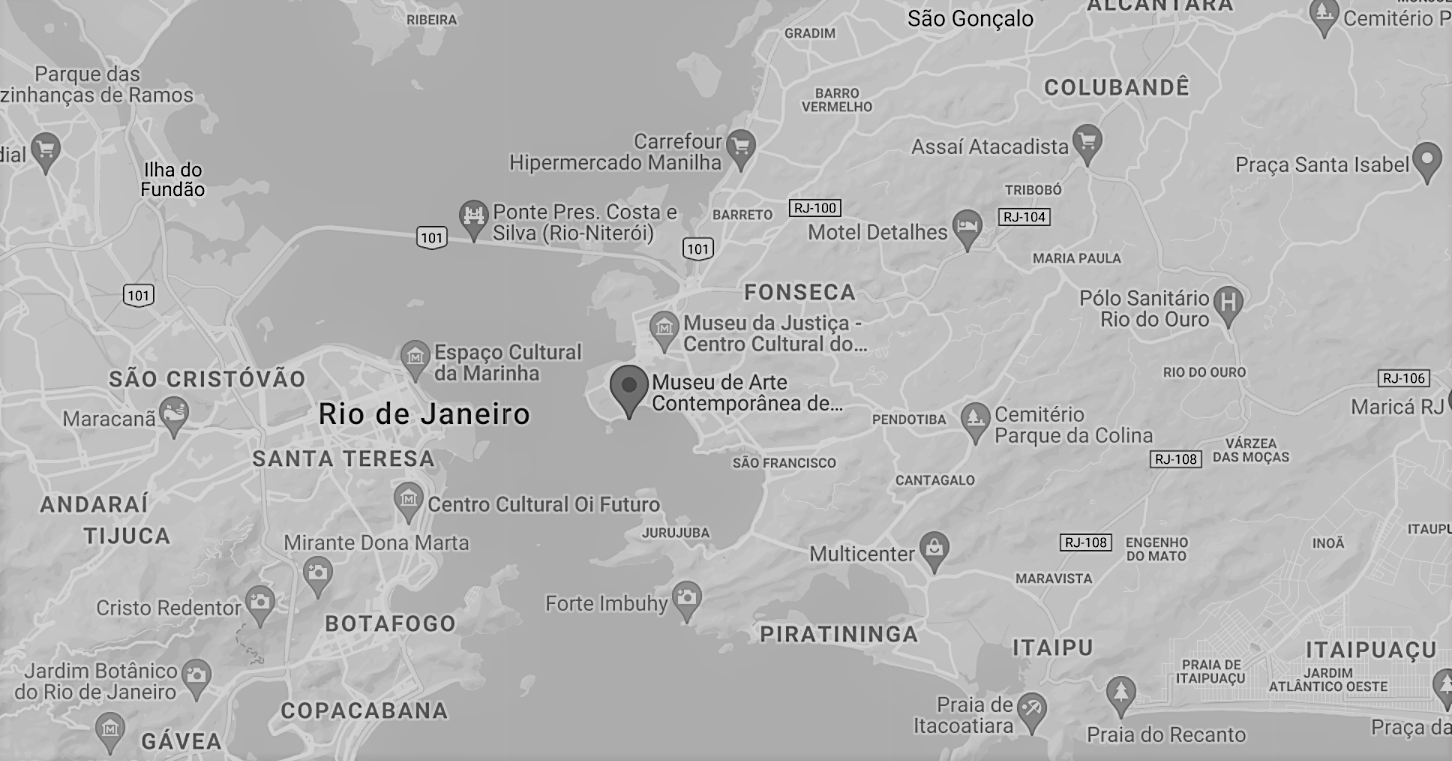 RIBEIRA
São Gonçalo
ALCÂNTARA
Cemitério P
GRADIM
Parque das
zinhanças de Ramos
BARRO
VERMELHO
COLUBANDÊ
Carrefour
Hipermercado Manilha
Assaí Atacadista
dial
Praça Santa Isabel
Ilha do
Fundão
TRIBOBÓ
Ponte Pres. Costa e
Silva (Rio-Niterói)
BARRETO
RJ-100
RJ-104
Motel Detalhes
101
101
MARIA PAULA
101
FONSECA
Pólo Sanitário
Rio do Ouro
Museu da Justiça -
Centro Cultural do...
Espaço Cultural
da Marinha
SÃO CRISTÓVÃO
RIO DO OURO
RJ-106
Museu de Arte
Contemporânea de...
Maracanã
Rio de Janeiro
PENDOTIBA
Cemitério
Parque da Colina
Maricá RJ
SANTA TERESA
SÃO FRANCISCO
RJ-108
VÁRZEA
DAS MOÇAS
CANTAGALO
ANDARAÍ
Centro Cultural Oi Futuro
TIJUCA
JURUJUBA
ITAIPU
Mirante Dona Marta
Multicenter
RJ-108
ENGENHO
DO MATO
INOÃ
MARAVISTA
Cristo Redentor
Forte Imbuhy
BOTAFOGO
PIRATININGA
ITAIPU
ITAIPUAÇU
Jardim Botânico
do Rio de Janeiro
PRAIA DE
ITAIPUAÇU
JARDIM
ATLÂNTICO OESTE
COPACABANA
Praia de
Itacoatiara
Praia do Recanto
Praça da
GÁVEA